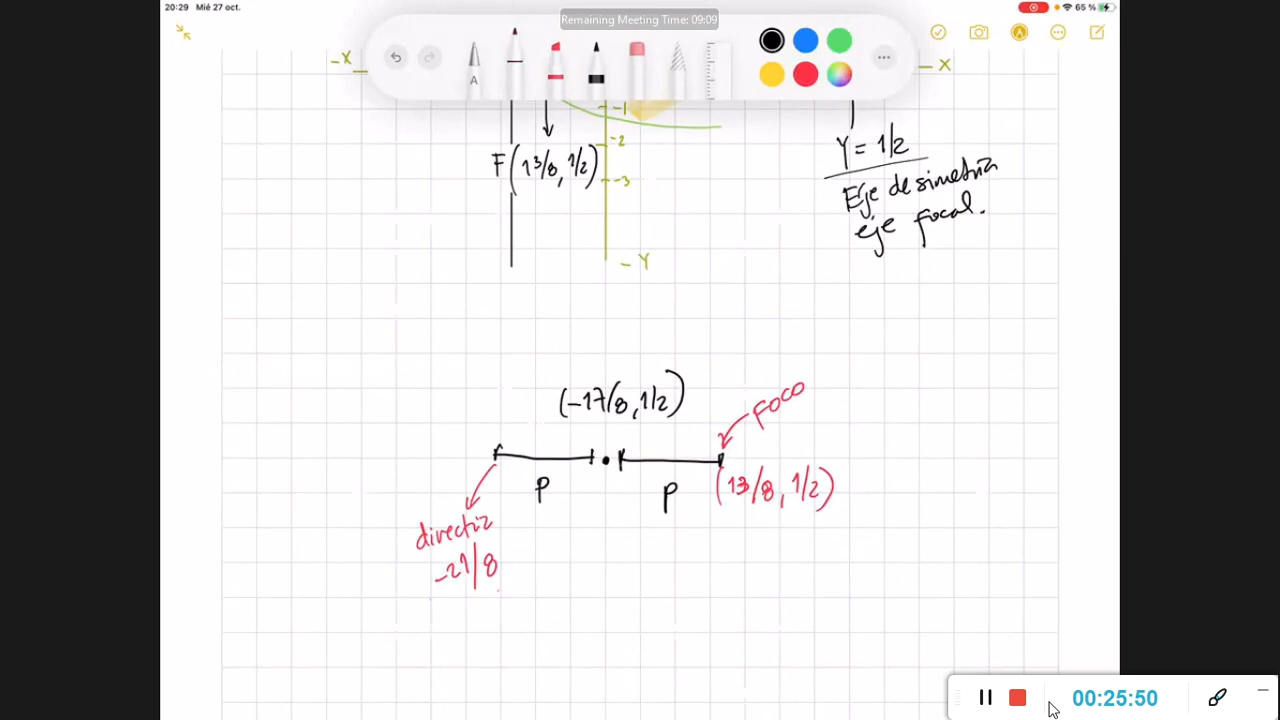 20:29 Mié 27 oct.
65 %
Remaining Meeting Time: 09:09
A
-X
-X
-1
-2
-3
F(13/8, 1/2)
Y = 1/2
Eje de simetria
eje focal.
-Y
(-17/8, 1/2)
Foco
P
P
(13/8, 1/2)
directiz
-21/8
00:25:50